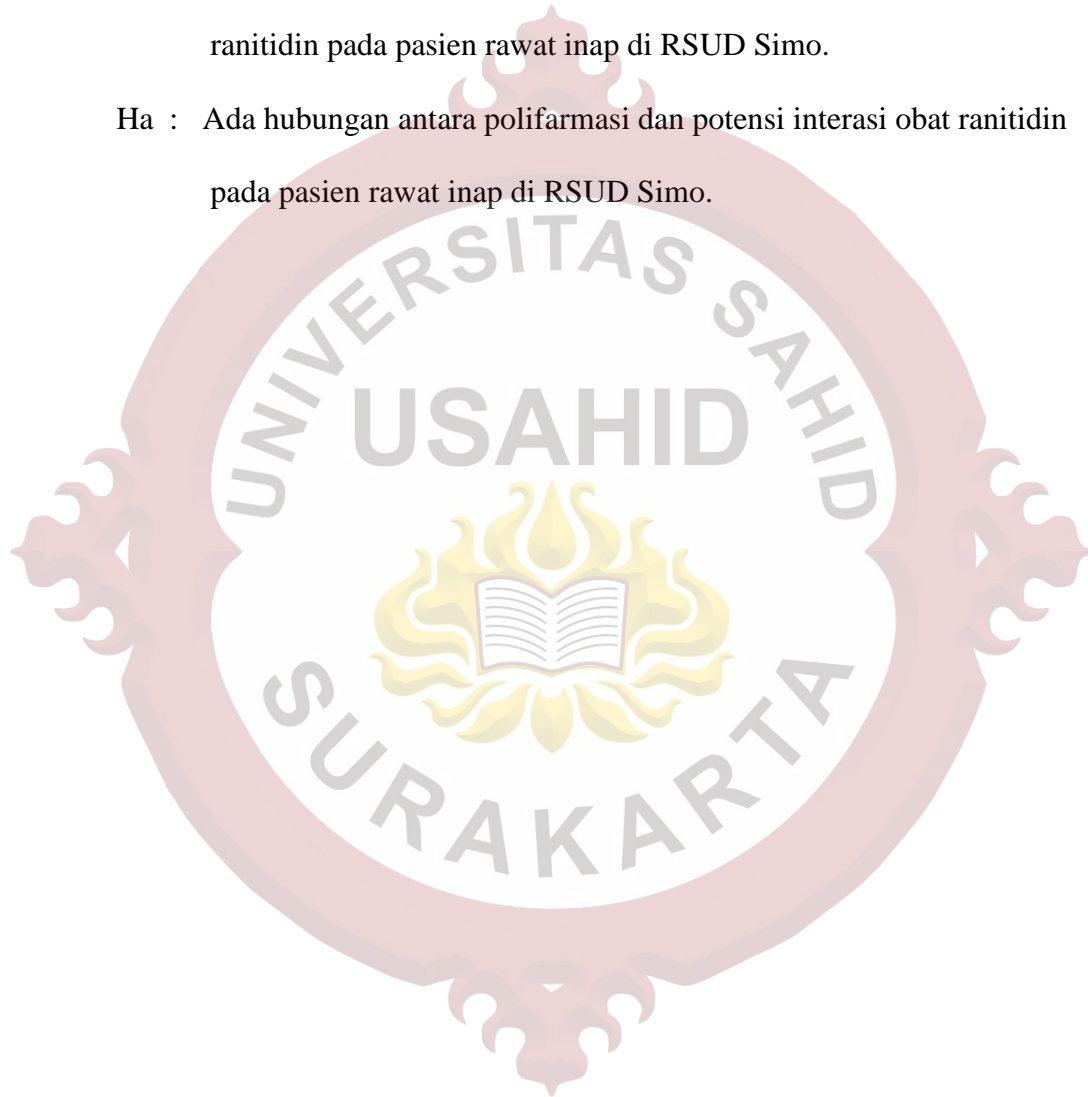 ranitidin pada pasien rawat inap di RSUD Simo.
Ha : Ada hubungan antara polifarmasi dan potensi interasi obat ranitidin
pada pasien rawat inap di RSUD Simo.
UNIVERSITAS SAHID
USAHID
SURAKARTA